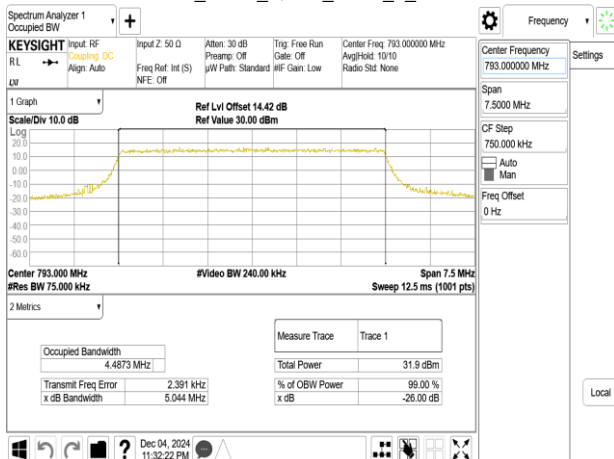 Spectrum Analyzer 1
Occupied BW
Frequency
KEYSIGHT
RL
LXI
Input: RF
Coupling: DC
Align: Auto
Input Z: 50 Ω
Freq Ref: Int (S)
NFE: Off
Atten: 30 dB
Preamp: Off
µW Path: Standard
Trig: Free Run
Gate: Off
#IF Gain: Low
Center Freq: 793.000000 MHz
Avg|Hold: 10/10
Radio Std: None
Center Frequency
793.000000 MHz
Settings
Span
7.5000 MHz
CF Step
750.000 kHz
Auto
Man
Freq Offset
0 Hz
Local
1 Graph
Scale/Div 10.0 dB
Ref Lvl Offset 14.42 dB
Ref Value 30.00 dBm
Log
20.0
10.0
0.00
-10.0
-20.0
-30.0
-40.0
-50.0
-60.0
Center 793.000 MHz
#Video BW 240.00 kHz
Span 7.5 MHz
#Res BW 75.000 kHz
Sweep 12.5 ms (1001 pts)
2 Metrics
Measure Trace
Trace 1
Occupied Bandwidth
4.4873 MHz
Total Power
31.9 dBm
Transmit Freq Error
2.391 kHz
% of OBW Power
99.00 %
x dB Bandwidth
5.044 MHz
x dB
-26.00 dB
?
Dec 04, 2024
11:32:22 PM